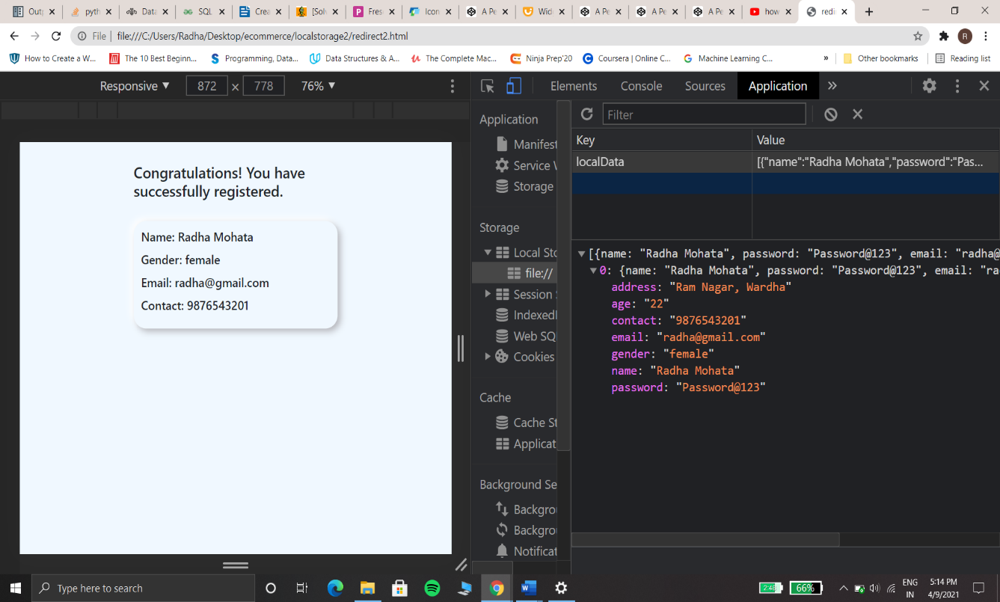 Outp
pyth
Data
SQL
Crea
[Solv
Fres
Icon
A Pe
Wid
A Pe
A Pe
A Pe
how
redi
File
file:///C:/Users/Radha/Desktop/ecommerce/localstorage2/redirect2.html
R
How to Create a W...
The 10 Best Beginn...
Programming, Data...
Data Structures & A...
The Complete Mac...
Ninja Prep'20
Coursera | Online C...
Machine Learning C...
»
Other bookmarks
Reading list
Responsive ▼
872 x 778
76% ▼
Elements
Console
Sources
Application
»
Application
Manifest
Service W
Storage
Storage
Local Sto
file://
Session S
IndexedD
Web SQ
Cookies
Cache
Cache St
Applicat
Background Se
Backgro
Backgro
Notificat
Filter
Key Value
localData [{"name":"Radha Mohata","password":"Pas...
[{name: "Radha Mohata", password: "Password@123", email: "radha@
0: {name: "Radha Mohata", password: "Password@123", email: "ra
address: "Ram Nagar, Wardha"
age: "22"
contact: "9876543201"
email: "radha@gmail.com"
gender: "female"
name: "Radha Mohata"
password: "Password@123"
Congratulations! You have
successfully registered.
Name: Radha Mohata
Gender: female
Email: radha@gmail.com
Contact: 9876543201
Type here to search
2:48
66%
ENG
IN
5:14 PM
4/9/2021